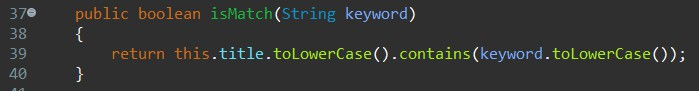 37 public boolean isMatch(String keyword)
38 {
39 return this.title.toLowerCase().contains(keyword.toLowerCase());
40 }